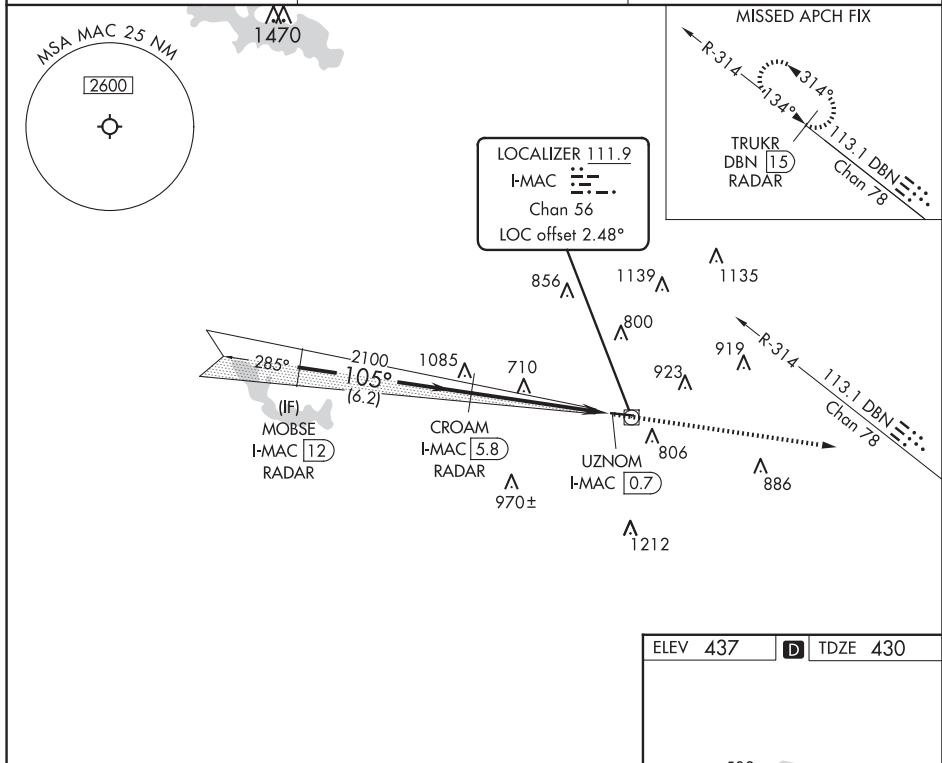 MSA MAC 25 NM
2600
1470
MISSED APCH FIX
R-314
314°
134°
TRUKR
DBN 15
RADAR
113.1 DBN
Chan 78
LOCALIZER 111.9
I-MAC
Chan 56
LOC offset 2.48°
856
1139
1135
800
919
923
R-314
113.1 DBN
Chan 78
285°
2100
105°
(6.2)
1085
710
(IF)
MOBSE
I-MAC 12
RADAR
CROAM
I-MAC 5.8
RADAR
UZNOM
I-MAC 0.7
806
886
970±
1212
ELEV 437 D TDZE 430